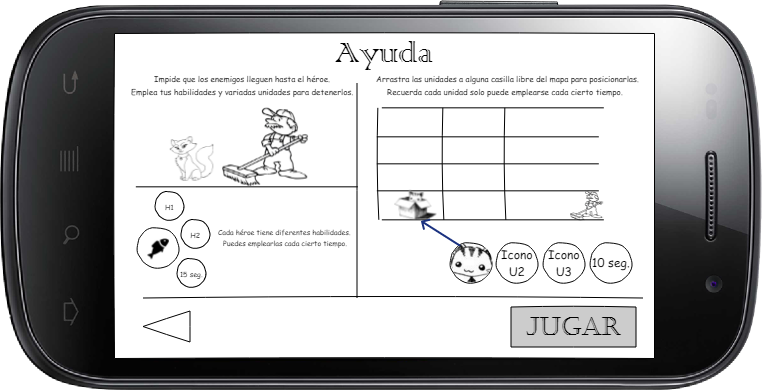 Ayuda
Impide que los enemigos lleguen hasta el héroe.
Emplea tus habilidades y variadas unidades para detenerlos.
Arrastra las unidades a alguna casilla libre del mapa para posicionarlas.
Recuerda cada unidad solo puede emplearse cada cierto tiempo.
H1
H2
15 seg.
Cada héroe tiene diferentes habilidades.
Puedes emplearlas cada cierto tiempo.
Icono
U2
Icono
U3
10 seg.
JUGAR